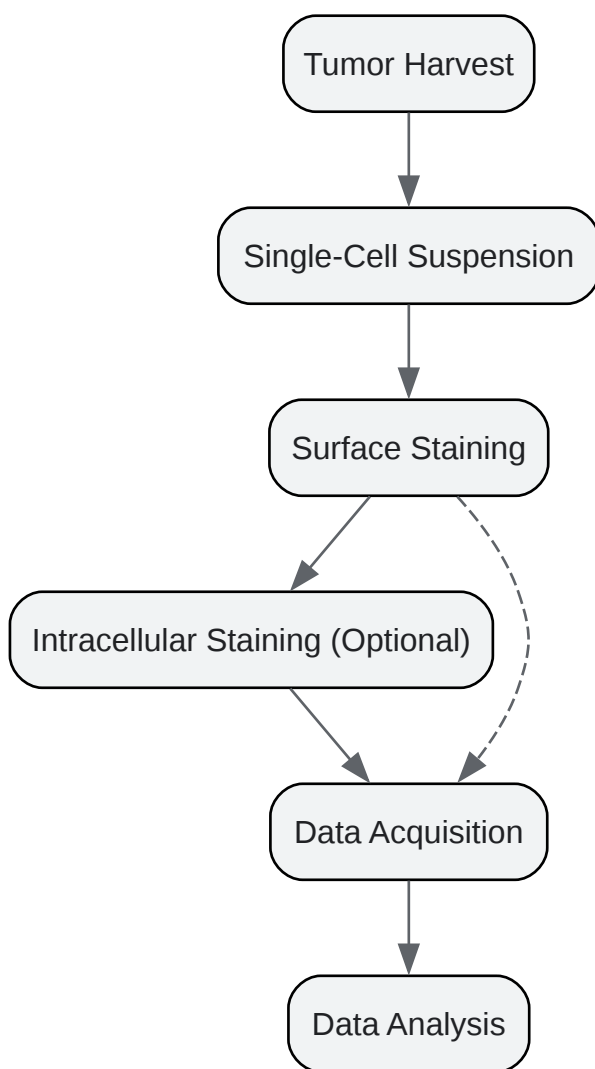 Tumor Harvest
Single-Cell Suspension
Surface Staining
Intracellular Staining (Optional)
Data Acquisition
Data Analysis